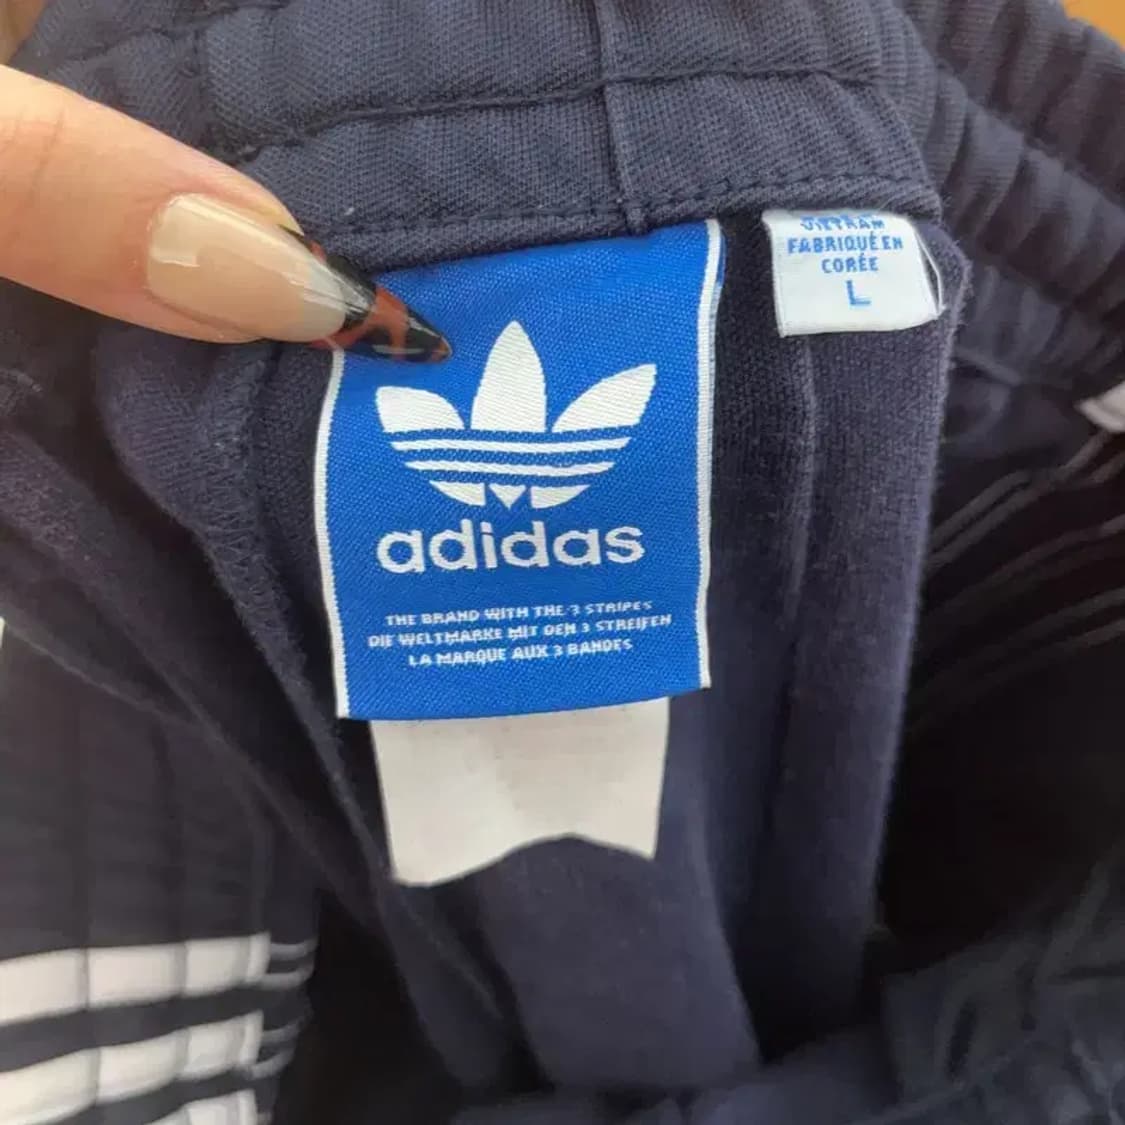 adidas
THE BRAND WITH THE 3 STRIPES
DIE WELTMARKE MIT DEN 3 STREIFEN
LA MARQUE AUX 3 BANDES
FABRIQUÉ EN
CORÉE
L